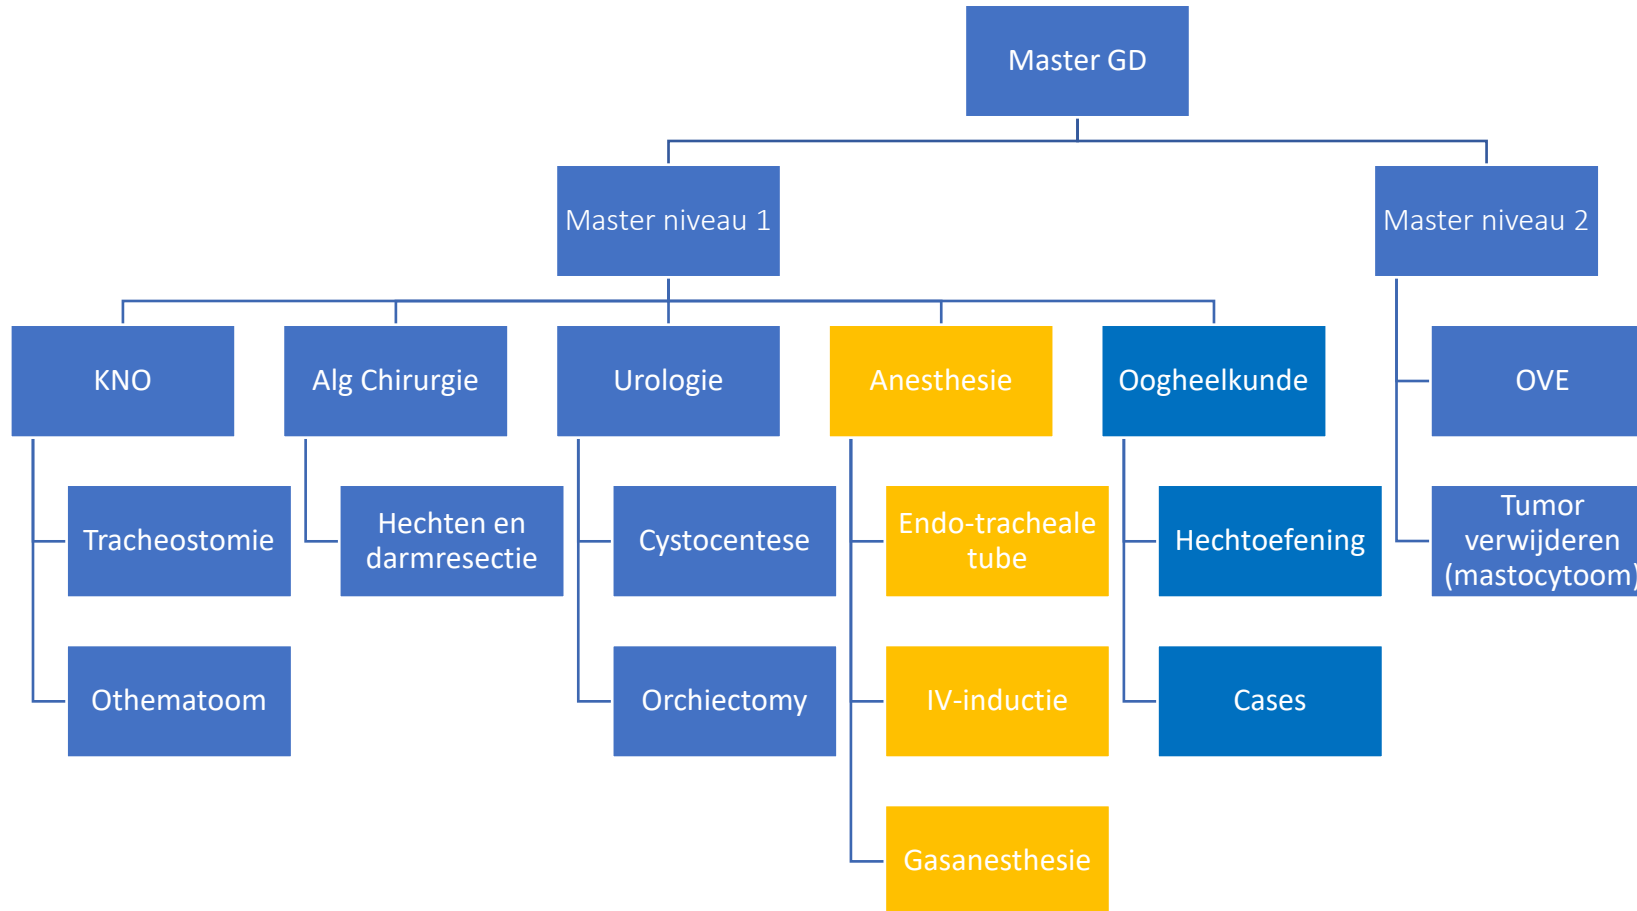 Master GD
Master niveau 1
Master niveau 2
KNO
Alg Chirurgie
Urologie
Anesthesie
Oogheelkunde
OVE
Tracheostomie
Hechten en
darmresectie
Cystocentese
Endo-tracheale
tube
Hechtoefening
Tumor
verwijderen
(mastocytoom)
Othematoom
Orchiectomy
IV-inductie
Cases
Gasanesthesie